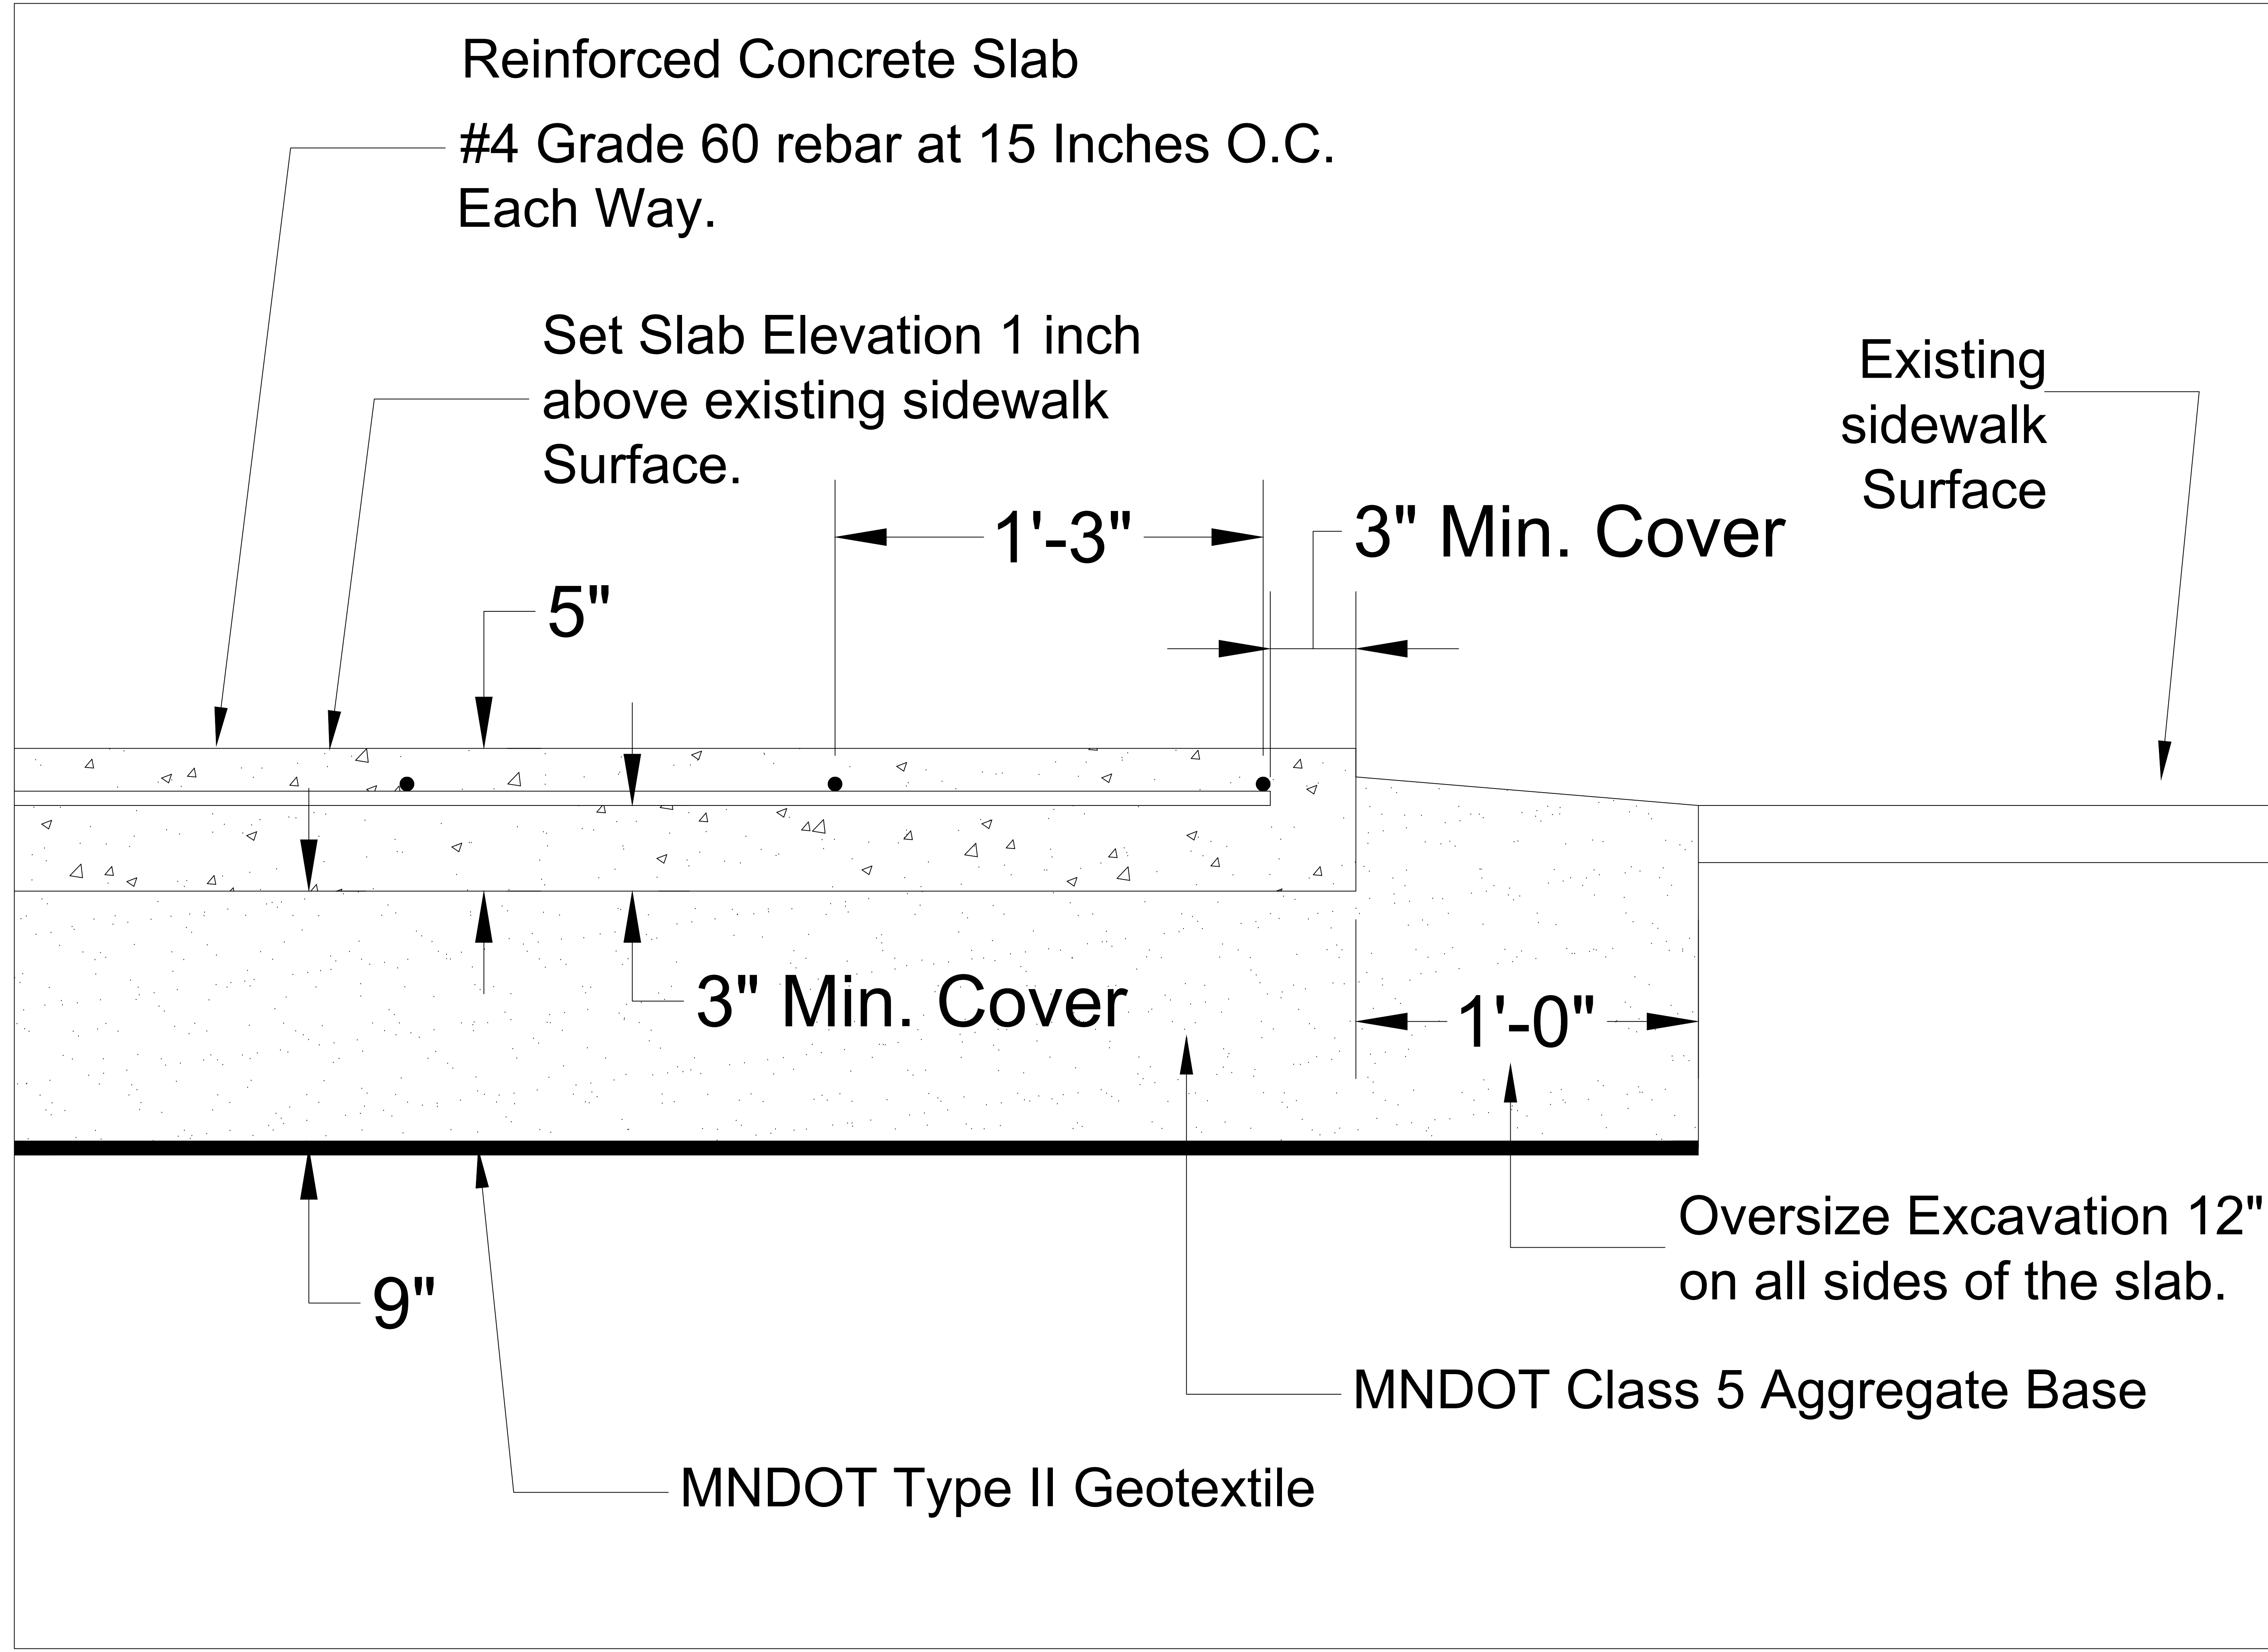 Reinforced Concrete Slab
#4 Grade 60 rebar at 15 Inches O.C.
Each Way.
Set Slab Elevation 1 inch
above existing sidewalk
Surface.
Existing
sidewalk
Surface
1'-3"
3" Min. Cover
5"
3" Min. Cover
1'-0"
Oversize Excavation 12"
on all sides of the slab.
9"
MNDOT Class 5 Aggregate Base
MNDOT Type II Geotextile